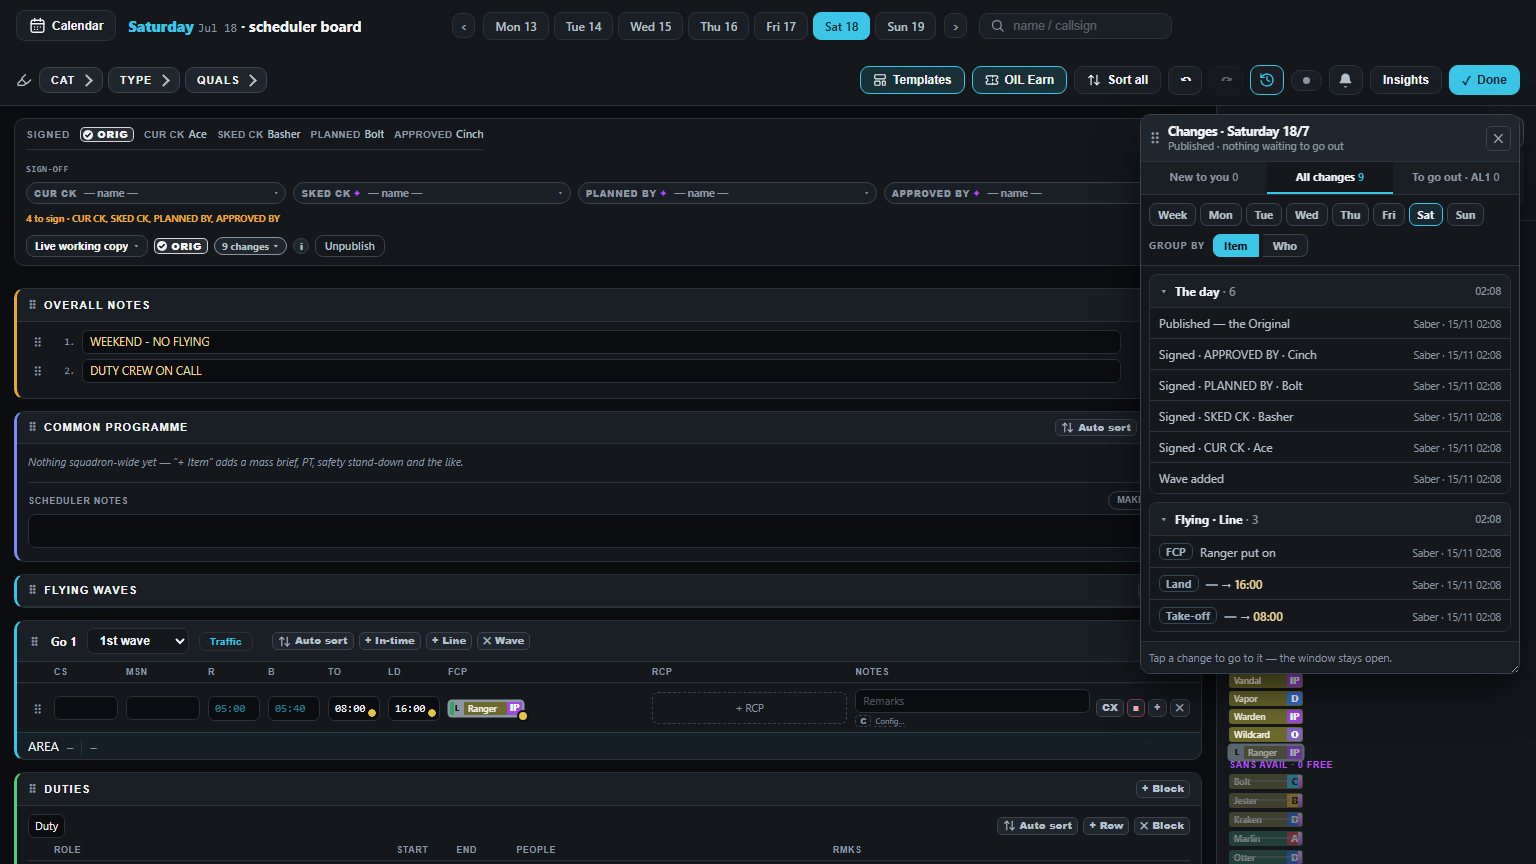 Calendar
Saturday Jul 18 · scheduler board
Mon 13
Tue 14
Wed 15
Thu 16
Fri 17
Sat 18
Sun 19
name / callsign
CAT
TYPE
QUALS
Templates
OIL Earn
Sort all
Insights
✓ Done
SIGNED ORIG CUR CK Ace SKED CK Basher PLANNED Bolt APPROVED Cinch
SIGN-OFF
CUR CK — name —
SKED CK — name —
PLANNED BY — name —
APPROVED BY — name —
4 to sign · CUR CK, SKED CK, PLANNED BY, APPROVED BY
Live working copy
ORIG
9 changes
i
Unpublish
OVERALL NOTES
1. WEEKEND - NO FLYING
2. DUTY CREW ON CALL
COMMON PROGRAMME
Auto sort
Nothing squadron-wide yet — "+ Item" adds a mass brief, PT, safety stand-down and the like.
SCHEDULER NOTES
FLYING WAVES
Go 1
1st wave
Traffic
Auto sort
+ In-time
+ Line
× Wave
CS MSN R B TO LD FCP RCP NOTES
05:00 05:40 08:00 16:00 L Ranger IP + RCP Remarks
CX
+
×
C Config...
AREA – –
DUTIES
+ Block
Duty
Auto sort
+ Row
× Block
ROLE START END PEOPLE RMKS
Changes · Saturday 18/7
Published · nothing waiting to go out
New to you 0
All changes 9
To go out · AL1 0
Week
Mon
Tue
Wed
Thu
Fri
Sat
Sun
GROUP BY
Item
Who
The day · 6 02:08
Published — the Original Saber · 15/11 02:08
Signed · APPROVED BY · Cinch Saber · 15/11 02:08
Signed · PLANNED BY · Bolt Saber · 15/11 02:08
Signed · SKED CK · Basher Saber · 15/11 02:08
Signed · CUR CK · Ace Saber · 15/11 02:08
Wave added Saber · 15/11 02:08
Flying · Line · 3 02:08
FCP Ranger put on Saber · 15/11 02:08
Land — → 16:00 Saber · 15/11 02:08
Take-off — → 08:00 Saber · 15/11 02:08
Tap a change to go to it — the window stays open.
Vandal IP
Vapor D
Warden IP
Wildcard O
L Ranger IP
SANS AVAIL · 0 FREE
Bolt C
Jester B
Kraken D
Marlin A
Otter D